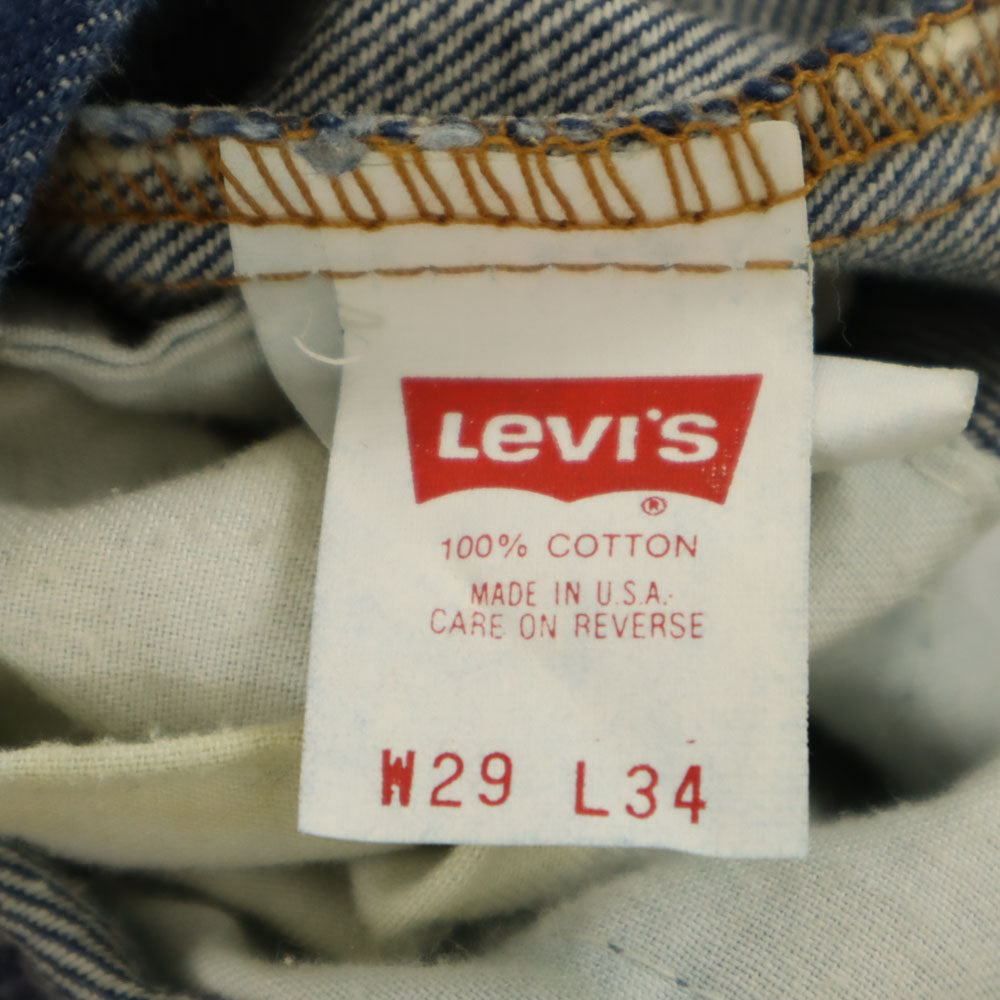 Levi's
®
100% COTTON
MADE IN U.S.A.
CARE ON REVERSE
W29 L34